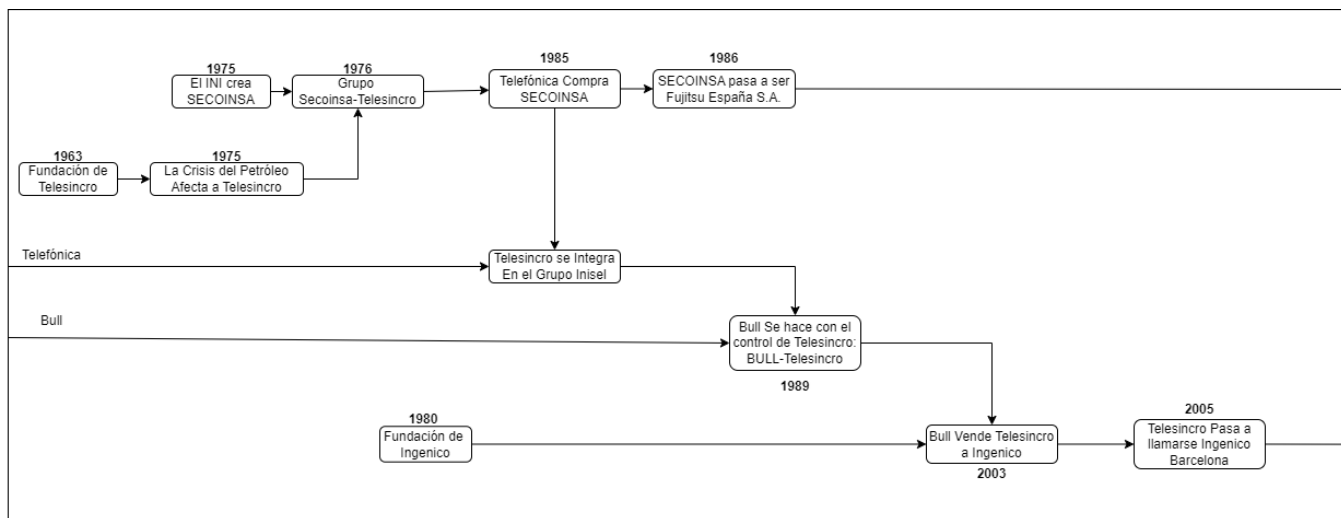 1975
El INI crea
SECOINSA
1976
Grupo
Secoinsa-Telesincro
1985
Telefónica Compra
SECOINSA
1986
SECOINSA pasa a ser
Fujitsu España S.A.
1963
Fundación de
Telesincro
1975
La Crisis del Petróleo
Afecta a Telesincro
Telefónica
Telesincro se Integra
En el Grupo Inisel
Bull
Bull Se hace con el
control de Telesincro:
BULL-Telesincro
1989
1980
Fundación de
Ingenico
Bull Vende Telesincro
a Ingenico
2003
2005
Telesincro Pasa a
llamarse Ingenico
Barcelona